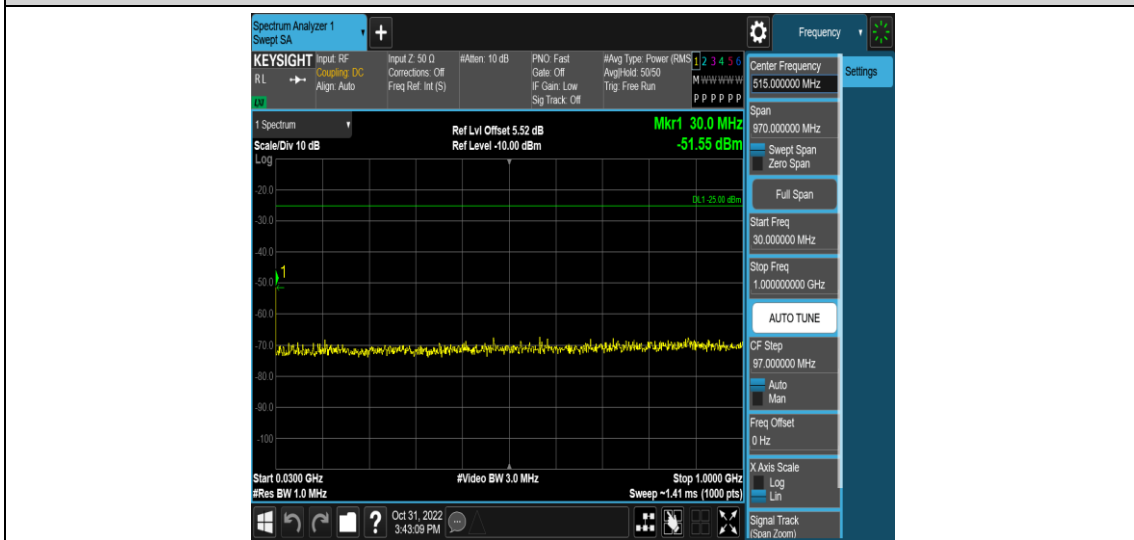 Spectrum Analyzer 1
Swept SA
+
Frequency
KEYSIGHT
RL
LNI
Input: RF
Coupling: DC
Align: Auto
Input Z: 50 Ω
Corrections: Off
Freq Ref: Int (S)
#Atten: 10 dB
PNO: Fast
Gate: Off
IF Gain: Low
Sig Track: Off
#Avg Type: Power (RMS
Avg|Hold: 50/50
Trig: Free Run
1 2 3 4 5 6
M W W W W W
P P P P P P
1 Spectrum
Scale/Div 10 dB
Log
Ref Lvl Offset 5.52 dB
Ref Level -10.00 dBm
Mkr1 30.0 MHz
-51.55 dBm
DL1 -25.00 dBm
-20.0
-30.0
-40.0
1
-50.0
-60.0
-70.0
-80.0
-90.0
-100
Start 0.0300 GHz
#Res BW 1.0 MHz
#Video BW 3.0 MHz
Stop 1.0000 GHz
Sweep ~1.41 ms (1000 pts)
?
Oct 31, 2022
3:43:09 PM
Center Frequency
515.000000 MHz
Settings
Span
970.000000 MHz
Swept Span
Zero Span
Full Span
Start Freq
30.000000 MHz
Stop Freq
1.000000000 GHz
AUTO TUNE
CF Step
97.000000 MHz
Auto
Man
Freq Offset
0 Hz
X Axis Scale
Log
Lin
Signal Track
(Span Zoom)